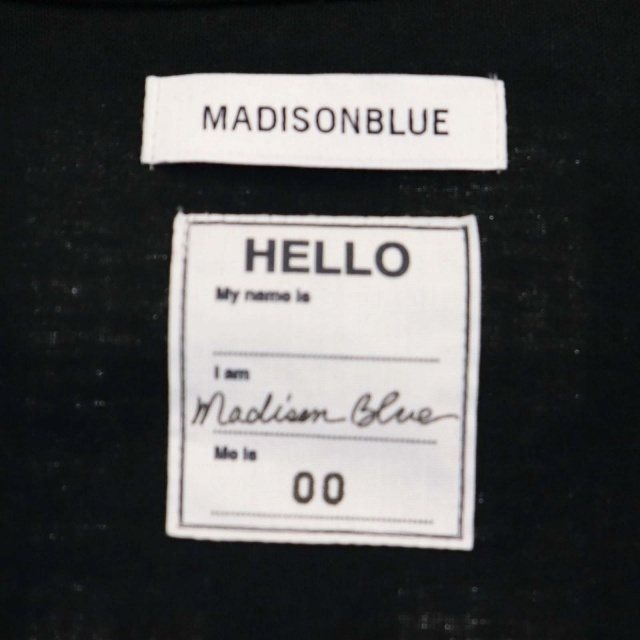 MADISONBLUE
HELLO
My name is
I am
Madison Blue
Me is
00